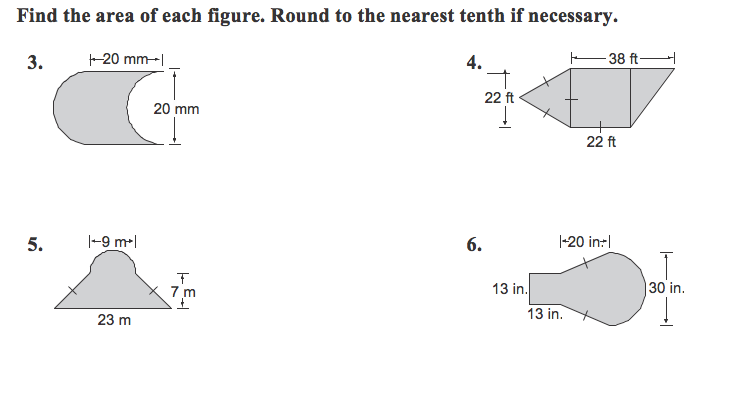 Find the area of each figure. Round to the nearest tenth if necessary.
3.
20 mm
20 mm
4.
38 ft
22 ft
22 ft
5.
9 m
7 m
23 m
6.
20 in.
13 in.
30 in.
13 in.